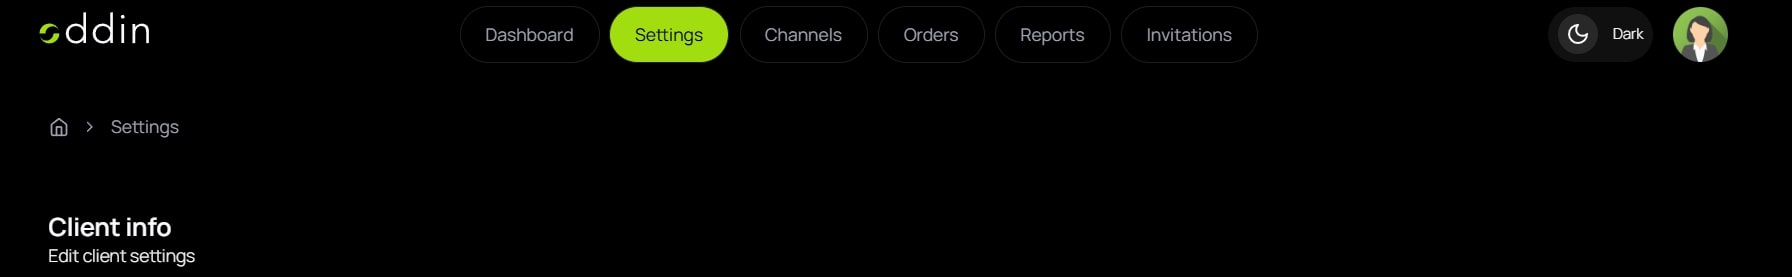 oddin
Dashboard Settings Channels Orders Reports Invitations Dark
Settings
Client info
Edit client settings